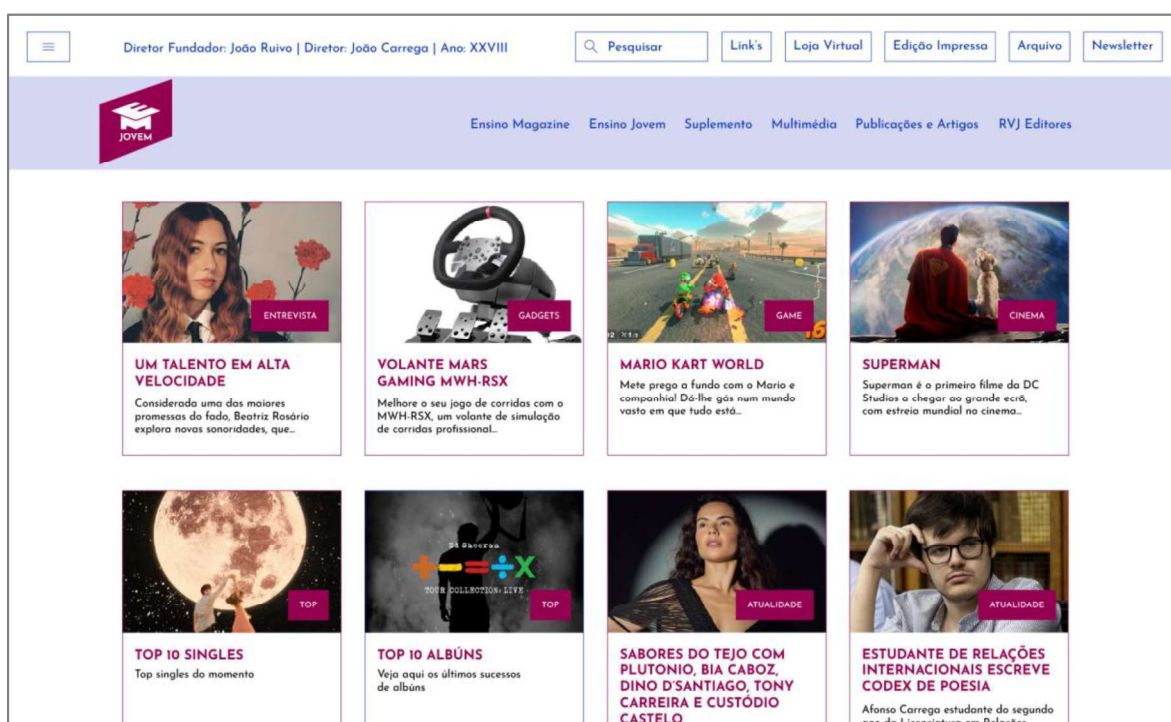 Diretor Fundador: João Ruivo | Diretor: João Carrega | Ano: XXVIII
Pesquisar
Link's
Loja Virtual
Edição Impressa
Arquivo
Newsletter
EM
JOVEM
Ensino Magazine
Ensino Jovem
Suplemento
Multimédia
Publicações e Artigos
RVJ Editores
ENTREVISTA
UM TALENTO EM ALTA
VELOCIDADE
Considerada uma das maiores
promessas do fado, Beatriz Rosário
explora novas sonoridades, que...
GADGETS
VOLANTE MARS
GAMING MWH-RSX
Melhore o seu jogo de corridas com o
MWH-RSX, um volante de simulação
de corridas profissional...
GAME
MARIO KART WORLD
Mete prego a fundo com o Mario e
companhia! Dá-lhe gás num mundo
vasto em que tudo está...
CINEMA
SUPERMAN
Superman é o primeiro filme da DC
Studios a chegar ao grande ecrã,
com estreia mundial no cinema...
TOP
TOP 10 SINGLES
Top singles do momento
Ed Sheeran
+-=÷x
TOUR COLLECTION: LIVE
TOP
TOP 10 ALBÚNS
Veja aqui os últimos sucessos
de albúns
ATUALIDADE
SABORES DO TEJO COM
PLUTONIO, BIA CABOZ,
DINO D'SANTIAGO, TONY
CARREIRA E CUSTÓDIO
CASTELO
ATUALIDADE
ESTUDANTE DE RELAÇÕES
INTERNACIONAIS ESCREVE
CODEX DE POESIA
Afonso Carrega estudante do segundo
ano da Licenciatura em Relações